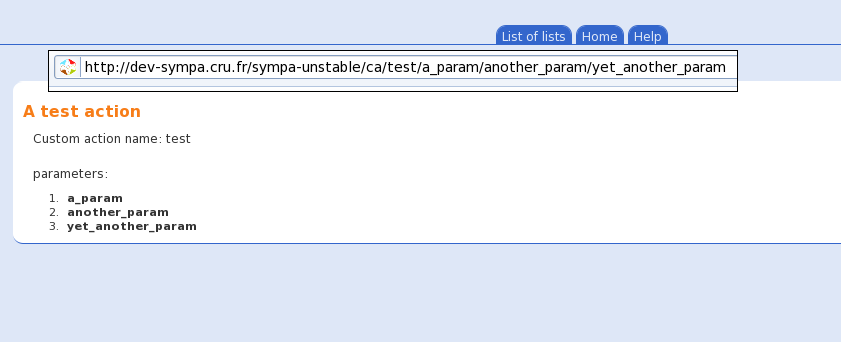 List of lists Home Help
http://dev-sympa.cru.fr/sympa-unstable/ca/test/a_param/another_param/yet_another_param
A test action
Custom action name: test
parameters:
1. a_param
2. another_param
3. yet_another_param